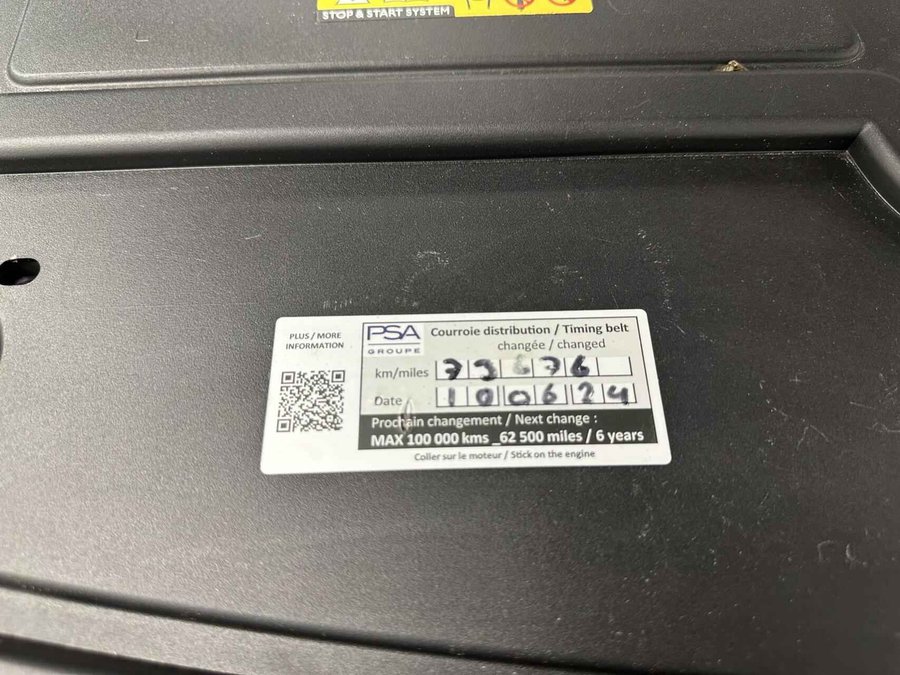 STOP & START SYSTEM
PLUS / MORE
INFORMATION
PSA
GROUPE
Courroie distribution / Timing belt
changée / changed
km/miles 73676
Date 100624
Prochain changement / Next change :
MAX 100 000 kms _62 500 miles / 6 years
Coller sur le moteur / Stick on the engine